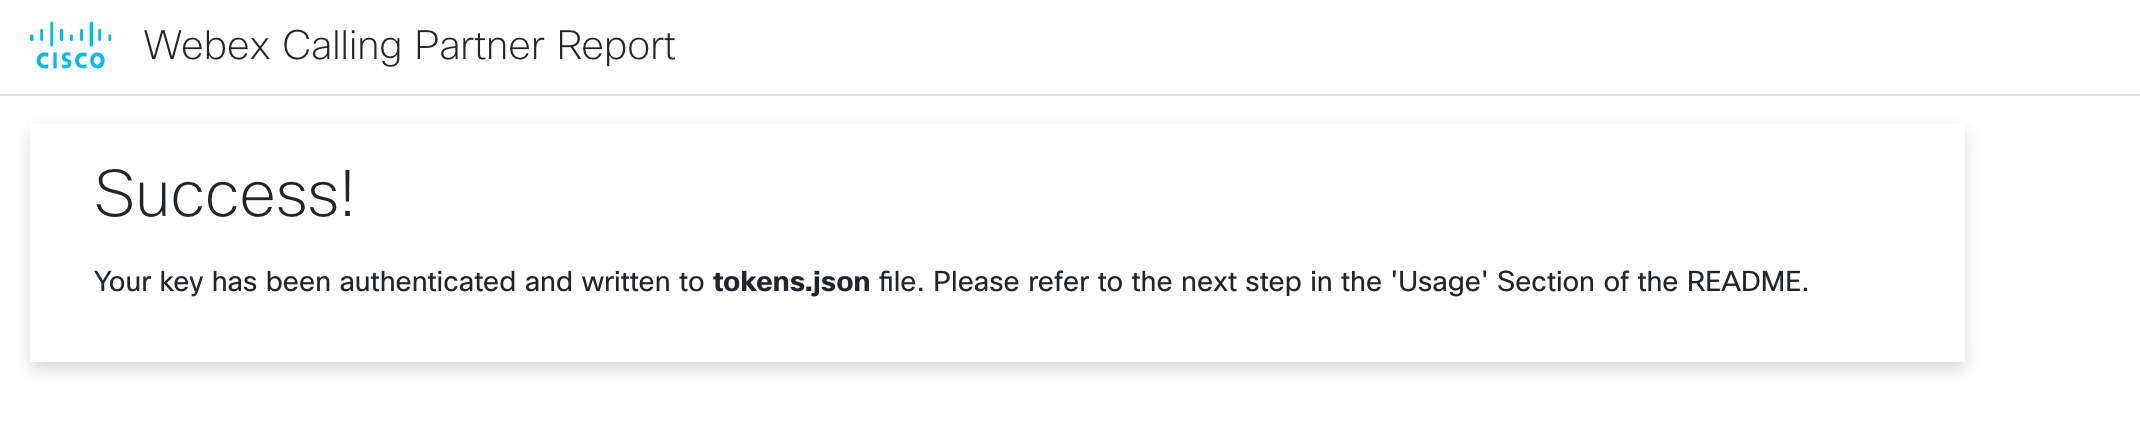 CISCO
Webex Calling Partner Report
Success!
Your key has been authenticated and written to tokens.json file. Please refer to the next step in the 'Usage' Section of the README.